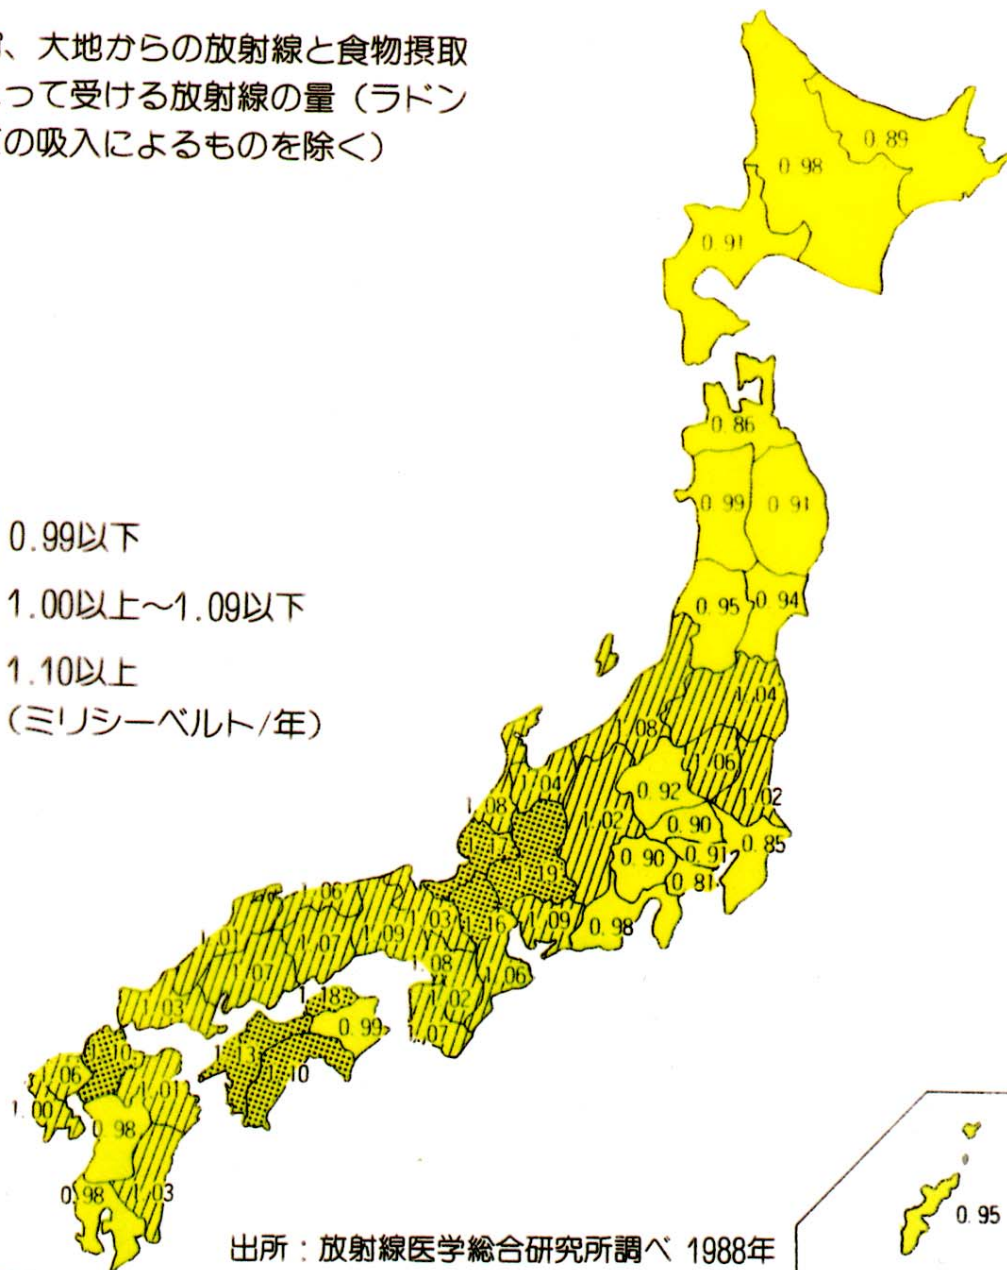 、大地からの放射線と食物摂取
って受ける放射線の量（ラドン
の吸入によるものを除く）
0.89
0.98
0.91
0.86
0.99 0.91
0.99以下
1.00以上～1.09以下
0.95 0.94
1.10以上
（ミリシーベルト/年）
1.04
1.08
1.06
1.04 0.92 1.02
1.08 1.02 0.90
1.17 0.90 0.91 0.85
1.19 0.81
1.06 1.03 1.16 1.09 0.98
1.01 1.07 1.09
1.07 1.08 1.06
1.03 1.18 0.99 1.02
1.07
1.10 1.13 1.10
1.06 1.01
1.00 0.98
0.98 1.03
0.95
出所：放射線医学総合研究所調べ 1988年